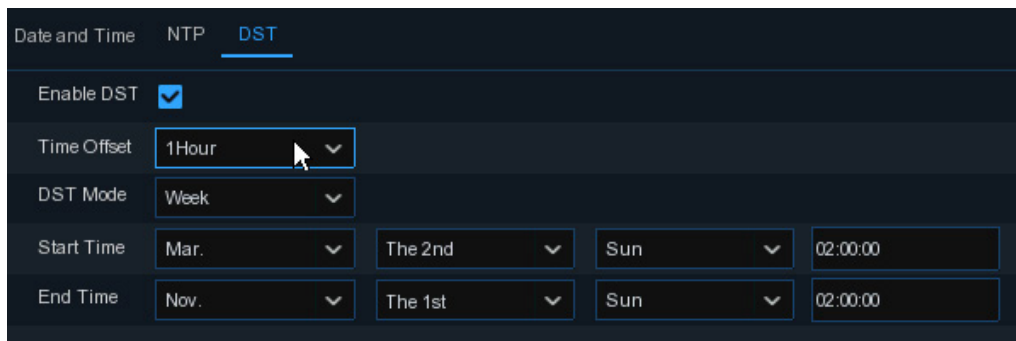 Date and Time NTP DST
Enable DST
Time Offset 1Hour
DST Mode Week
Start Time Mar. The 2nd Sun 02:00:00
End Time Nov. The 1st Sun 02:00:00